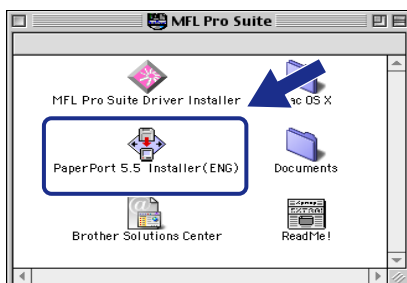 MFL Pro Suite
MFL Pro Suite Driver Installer
ac OS X
PaperPort 5.5 Installer(ENG)
Documents
Brother Solutions Center
ReadMe!